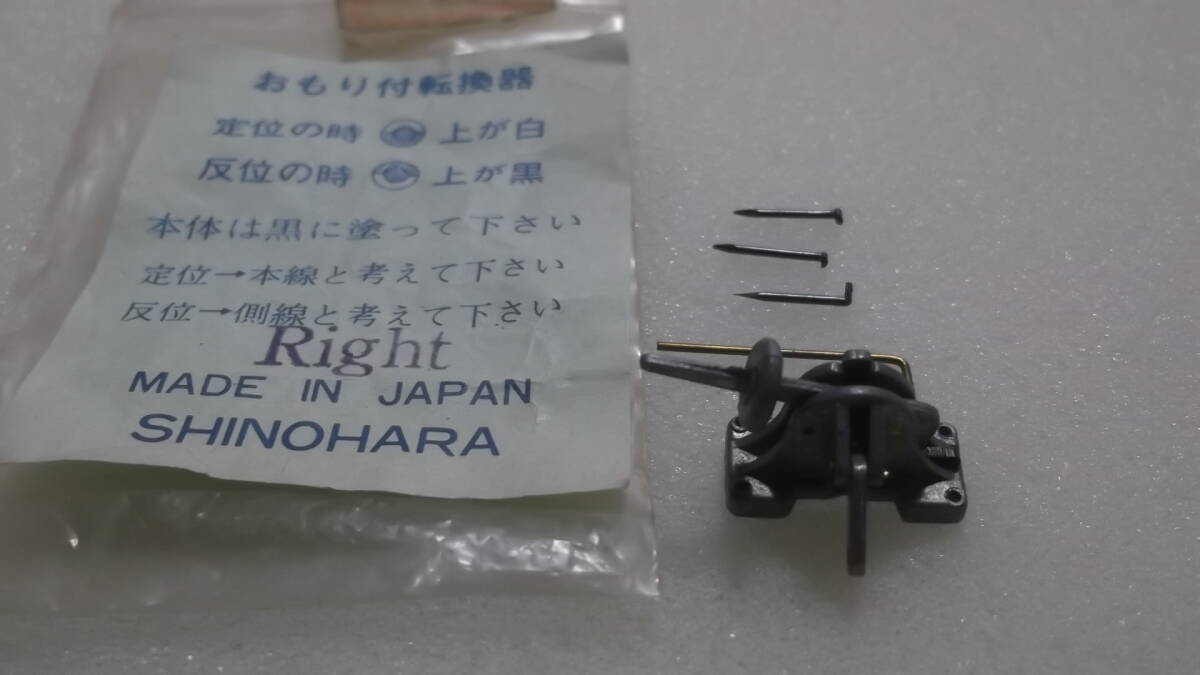 おもり付転換器
定位の時 上が白
反位の時 上が黒
本体は黒に塗って下さい
定位→本線と考えて下さい
反位→側線と考えて下さい
Right
MADE IN JAPAN
SHINOHARA